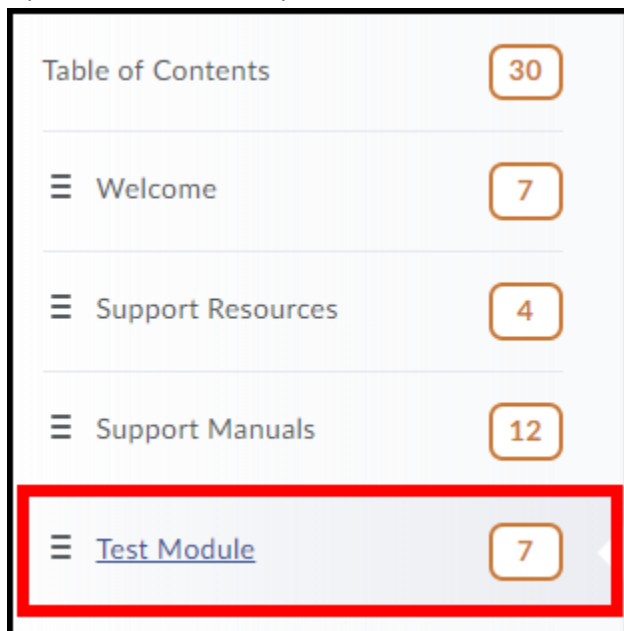 Table of Contents 30
Welcome 7
Support Resources 4
Support Manuals 12
Test Module 7